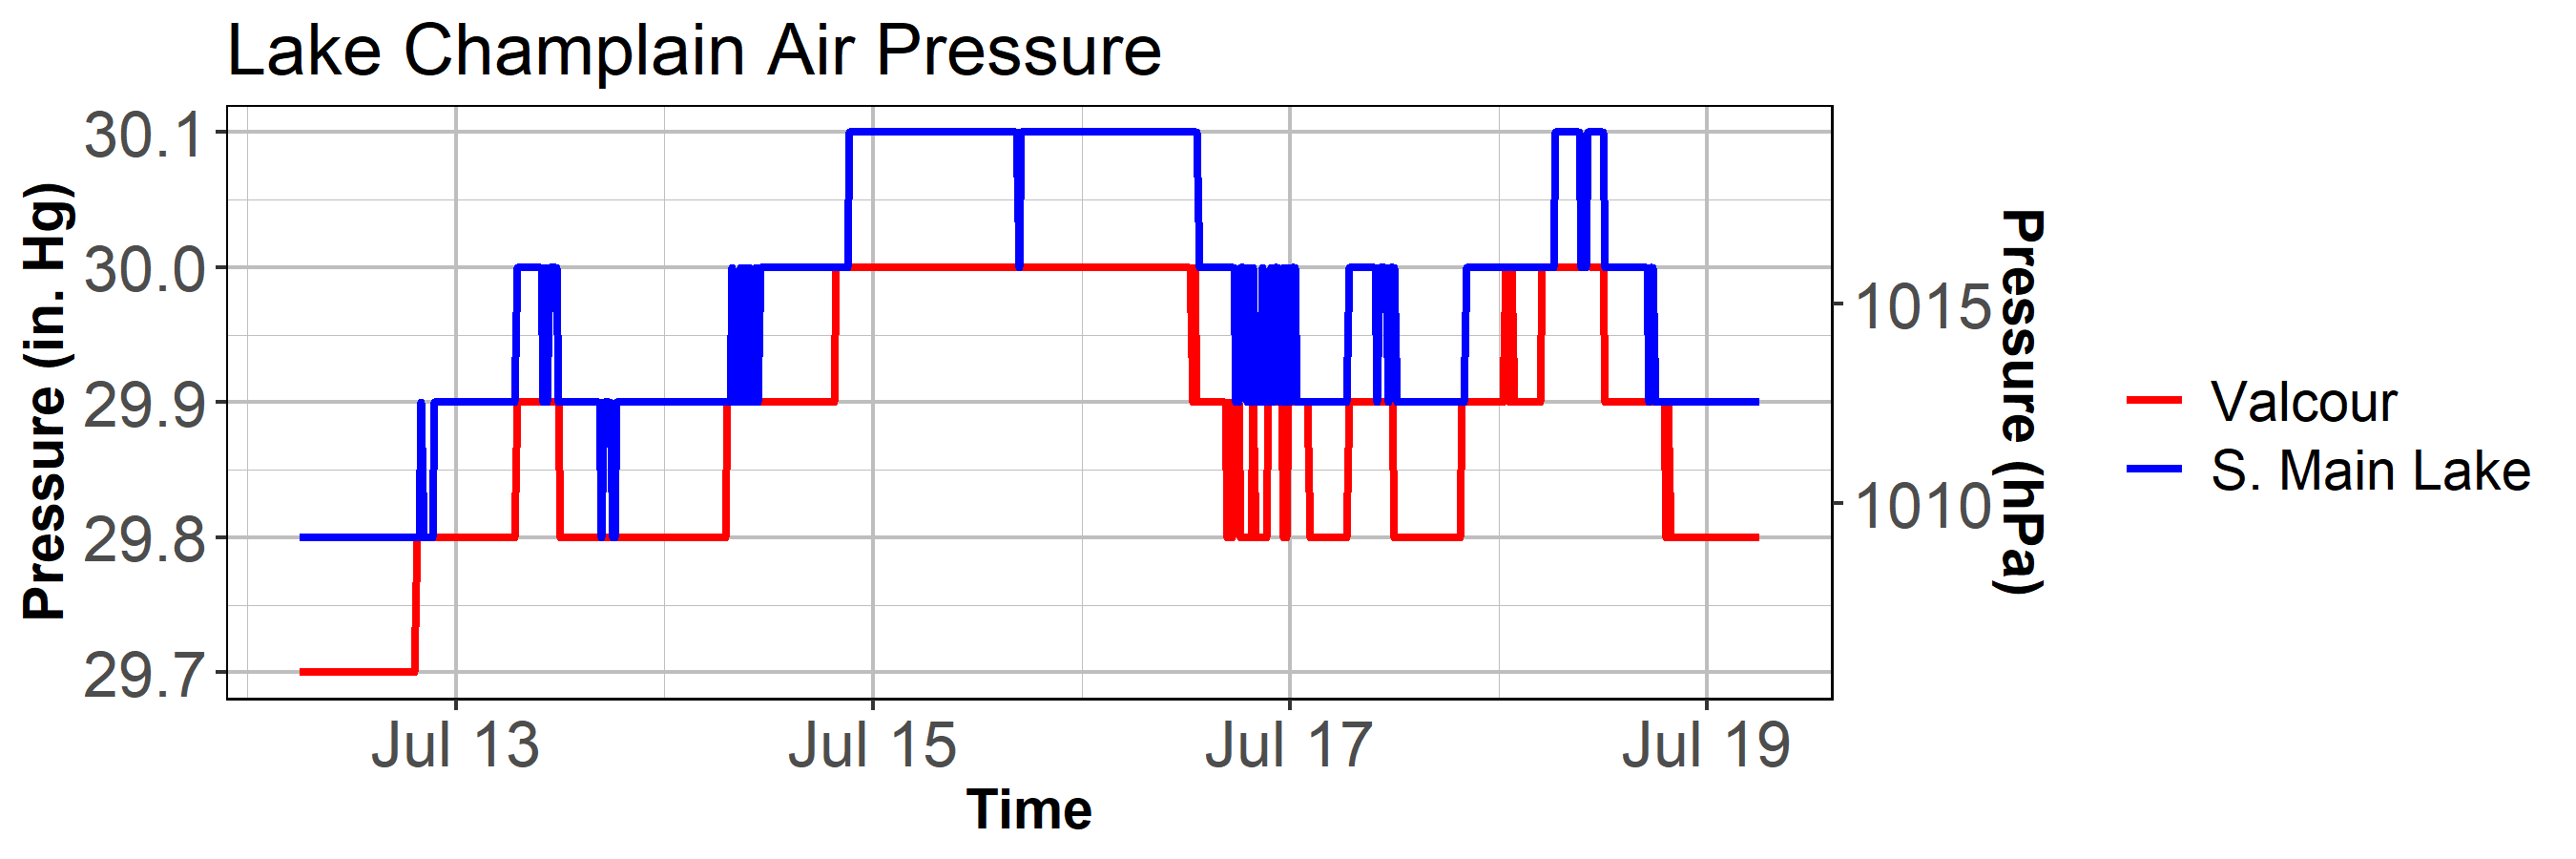 Lake Champlain Air Pressure
Pressure (in. Hg)
30.1
30.0
29.9
29.8
29.7
1015
1010
Pressure (hPa)
Jul 13
Jul 15
Jul 17
Jul 19
Time
Valcour
S. Main Lake